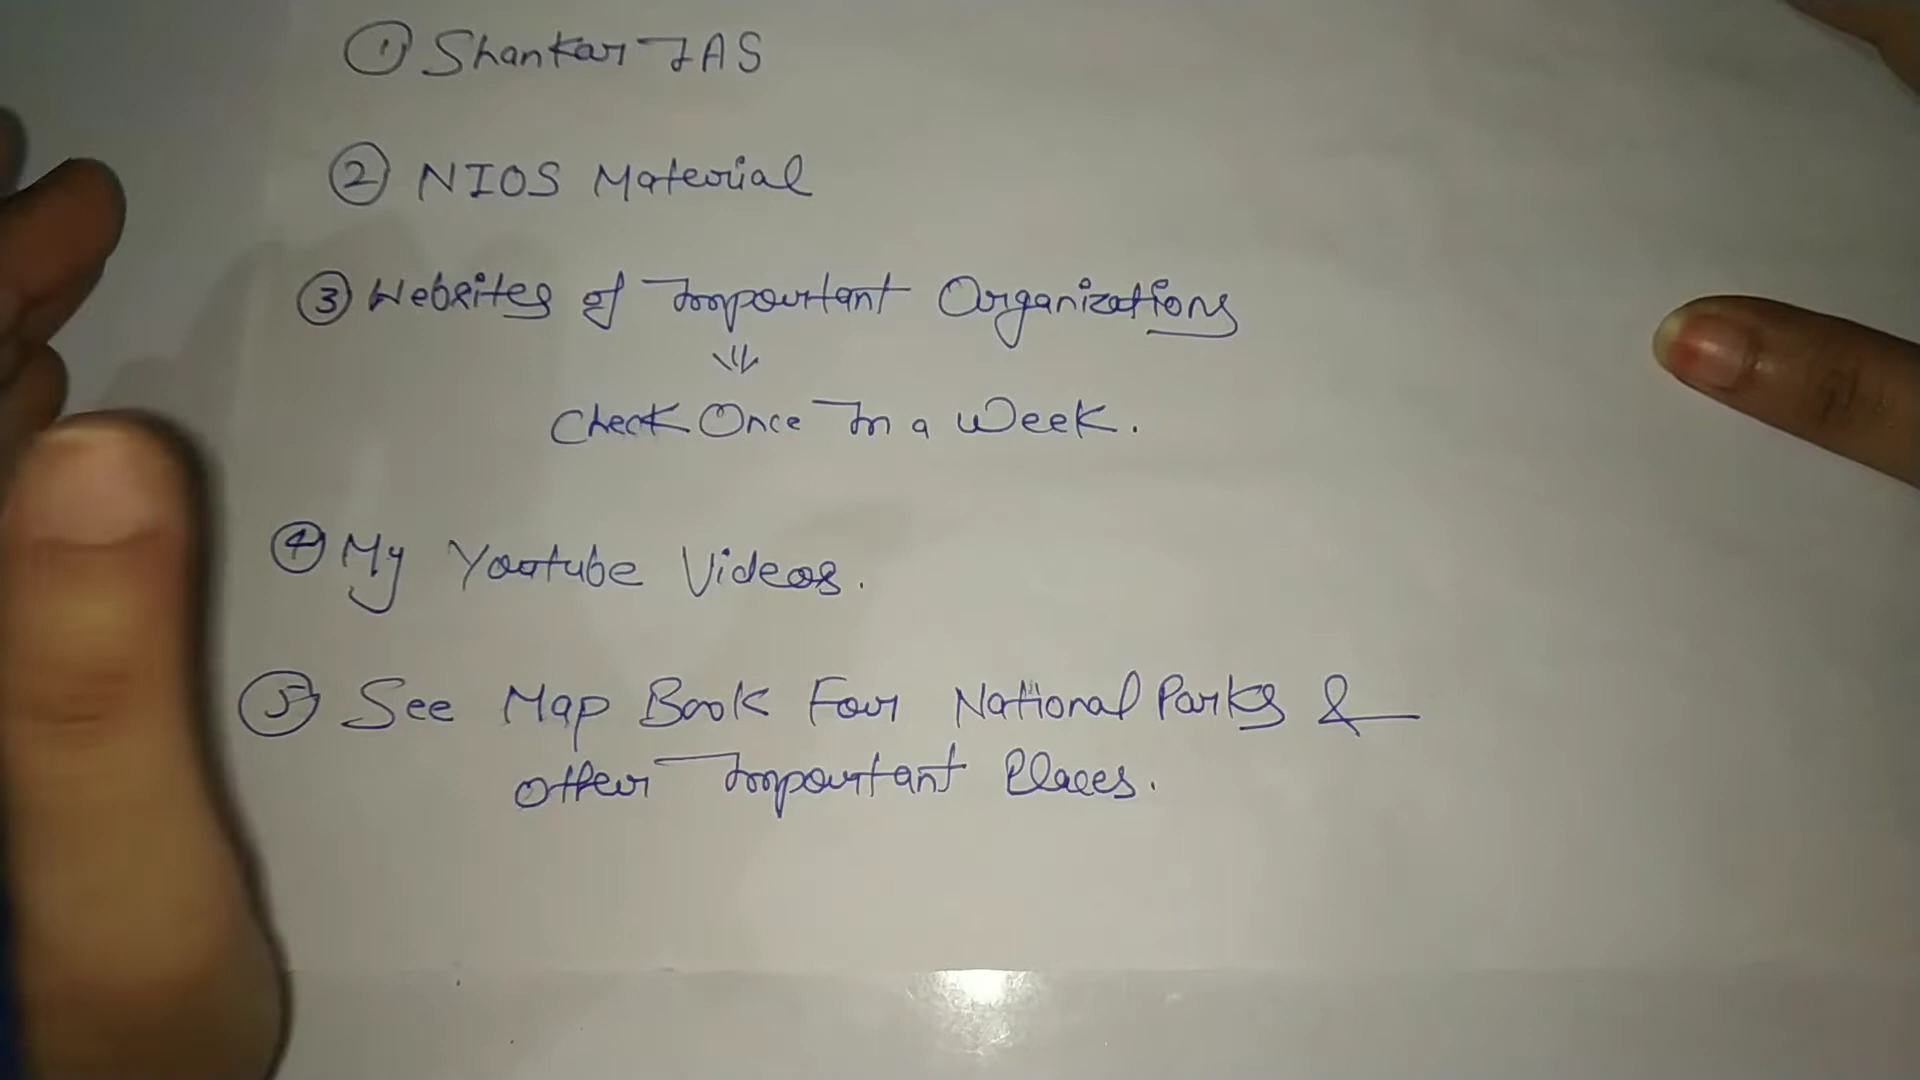 ① Shankar IAS
② NIOS Material
③ Websites of Important Organizations
⇓
Check Once In a Week.
④ My Youtube Videos.
⑤ See Map Book For National Parks &
Other Important Places.